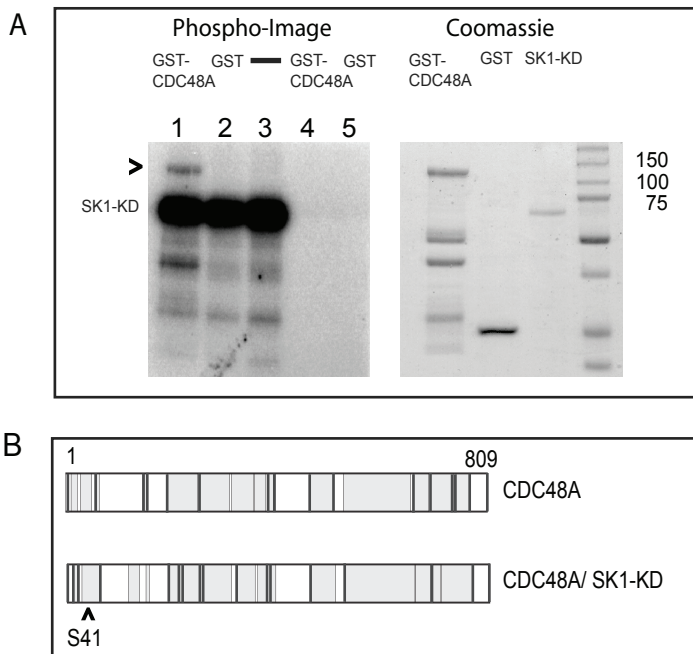 A
Phospho-Image
Coomassie
GST-CDC48A GST GST-CDC48A GST
GST-CDC48A GST SK1-KD
1 2 3 4 5
>
SK1-KD
150
100
75
B
1 809
CDC48A
CDC48A/ SK1-KD
S41